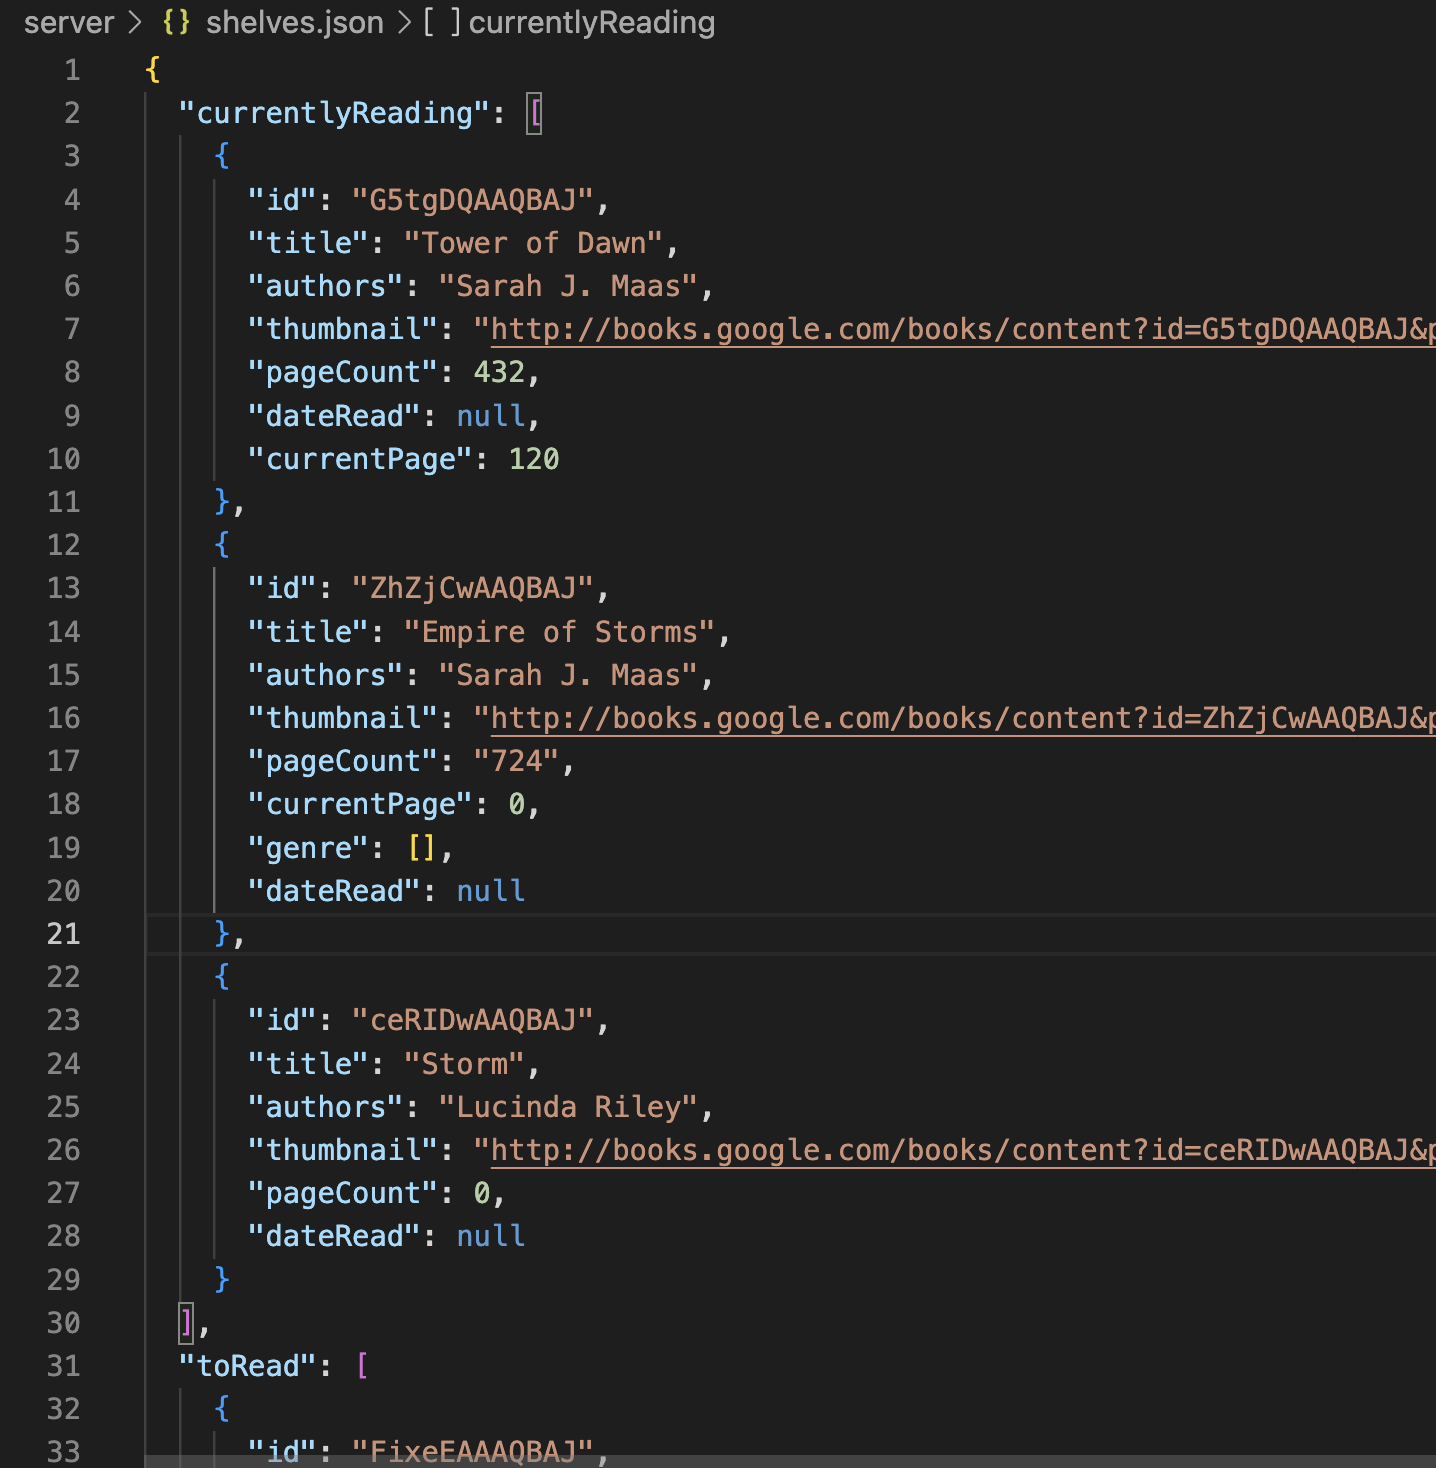 server > {} shelves.json > [ ] currentlyReading
1 {
2 "currentlyReading": [
3 {
4 "id": "G5tgDQAAQBAJ",
5 "title": "Tower of Dawn",
6 "authors": "Sarah J. Maas",
7 "thumbnail": "http://books.google.com/books/content?id=G5tgDQAAQBAJ&p
8 "pageCount": 432,
9 "dateRead": null,
10 "currentPage": 120
11 },
12 {
13 "id": "ZhZjCwAAQBAJ",
14 "title": "Empire of Storms",
15 "authors": "Sarah J. Maas",
16 "thumbnail": "http://books.google.com/books/content?id=ZhZjCwAAQBAJ&p
17 "pageCount": "724",
18 "currentPage": 0,
19 "genre": [],
20 "dateRead": null
21 },
22 {
23 "id": "ceRIDwAAQBAJ",
24 "title": "Storm",
25 "authors": "Lucinda Riley",
26 "thumbnail": "http://books.google.com/books/content?id=ceRIDwAAQBAJ&p
27 "pageCount": 0,
28 "dateRead": null
29 }
30 ],
31 "toRead": [
32 {
33 "id": "FixeEAAAQBAJ",